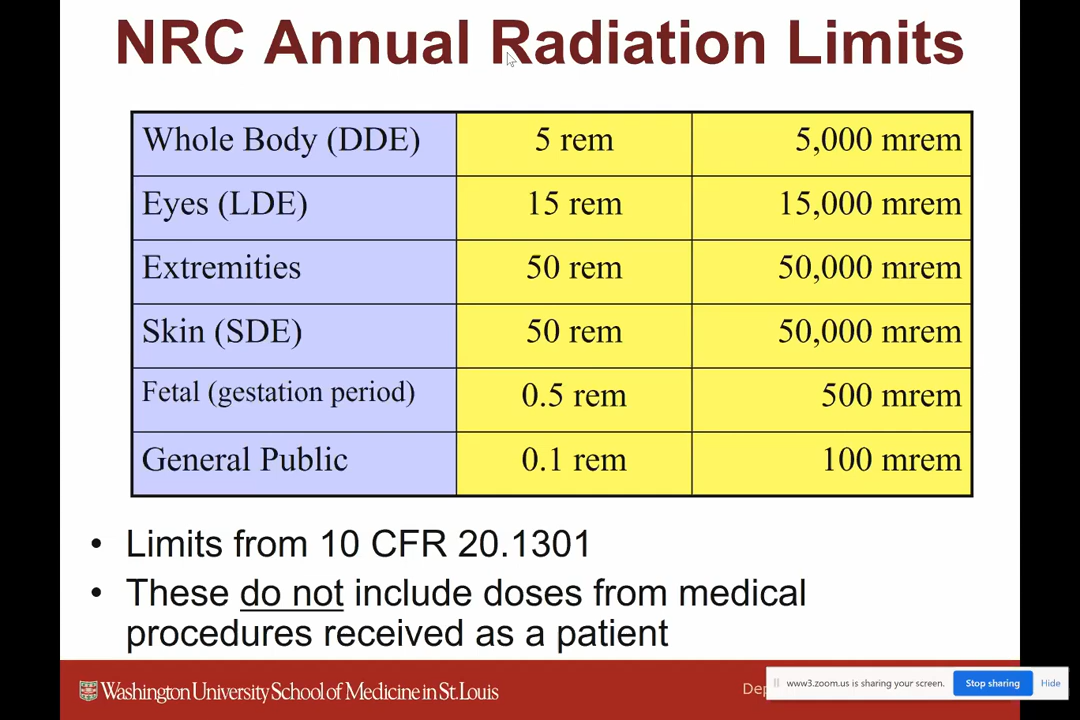 NRC Annual Radiation Limits
Whole Body (DDE) 5 rem 5,000 mrem
Eyes (LDE) 15 rem 15,000 mrem
Extremities 50 rem 50,000 mrem
Skin (SDE) 50 rem 50,000 mrem
Fetal (gestation period) 0.5 rem 500 mrem
General Public 0.1 rem 100 mrem
• Limits from 10 CFR 20.1301
• These do not include doses from medical
procedures received as a patient
Washington University School of Medicine in St. Louis
www3.zoom.us is sharing your screen. Stop sharing Hide